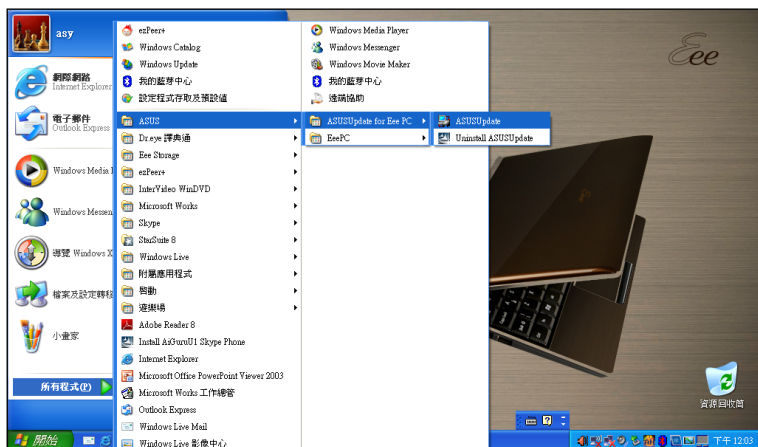 asy
網際網路
Internet Explorer
電子郵件
Outlook Express
Windows Media
Windows Messen
導覽 Windows X
檔案及設定轉移
小畫家
所有程式(P)
開始
ezPeer+
Windows Catalog
Windows Update
我的藍芽中心
設定程式存取及預設值
ASUS
Dr.eye 譯典通
Eee Storage
ezPeer+
InterVideo WinDVD
Microsoft Works
Skype
StarSuite 8
Windows Live
附屬應用程式
啟動
遊樂場
Adobe Reader 8
Install AiGuruU1 Skype Phone
Internet Explorer
Microsoft Office PowerPoint Viewer 2003
Microsoft Works 工作總管
Outlook Express
Windows Live Mail
Windows Live 影像中心
Windows Media Player
Windows Messenger
Windows Movie Maker
我的藍芽中心
遠端協助
ASUSUpdate for Eee PC
EeePC
ASUSUpdate
Uninstall ASUSUpdate
Eee
資源回收筒
下午 12:03